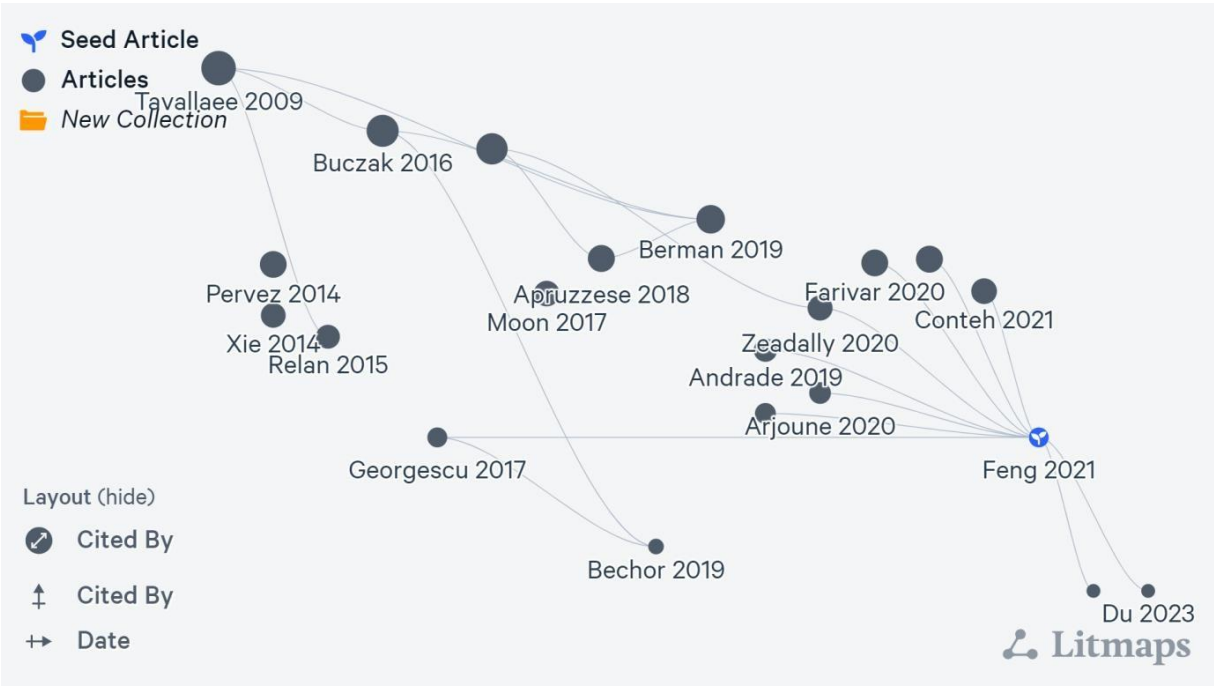 Seed Article
Articles
Tavallaee 2009
New Collection
Buczak 2016
Berman 2019
Pervez 2014
Apruzzese 2018
Farivar 2020
Moon 2017
Conteh 2021
Xie 2014
Zeadally 2020
Relan 2015
Andrade 2019
Arjoune 2020
Georgescu 2017
Feng 2021
Layout (hide)
Cited By
Bechor 2019
Cited By
Du 2023
Date
Litmaps